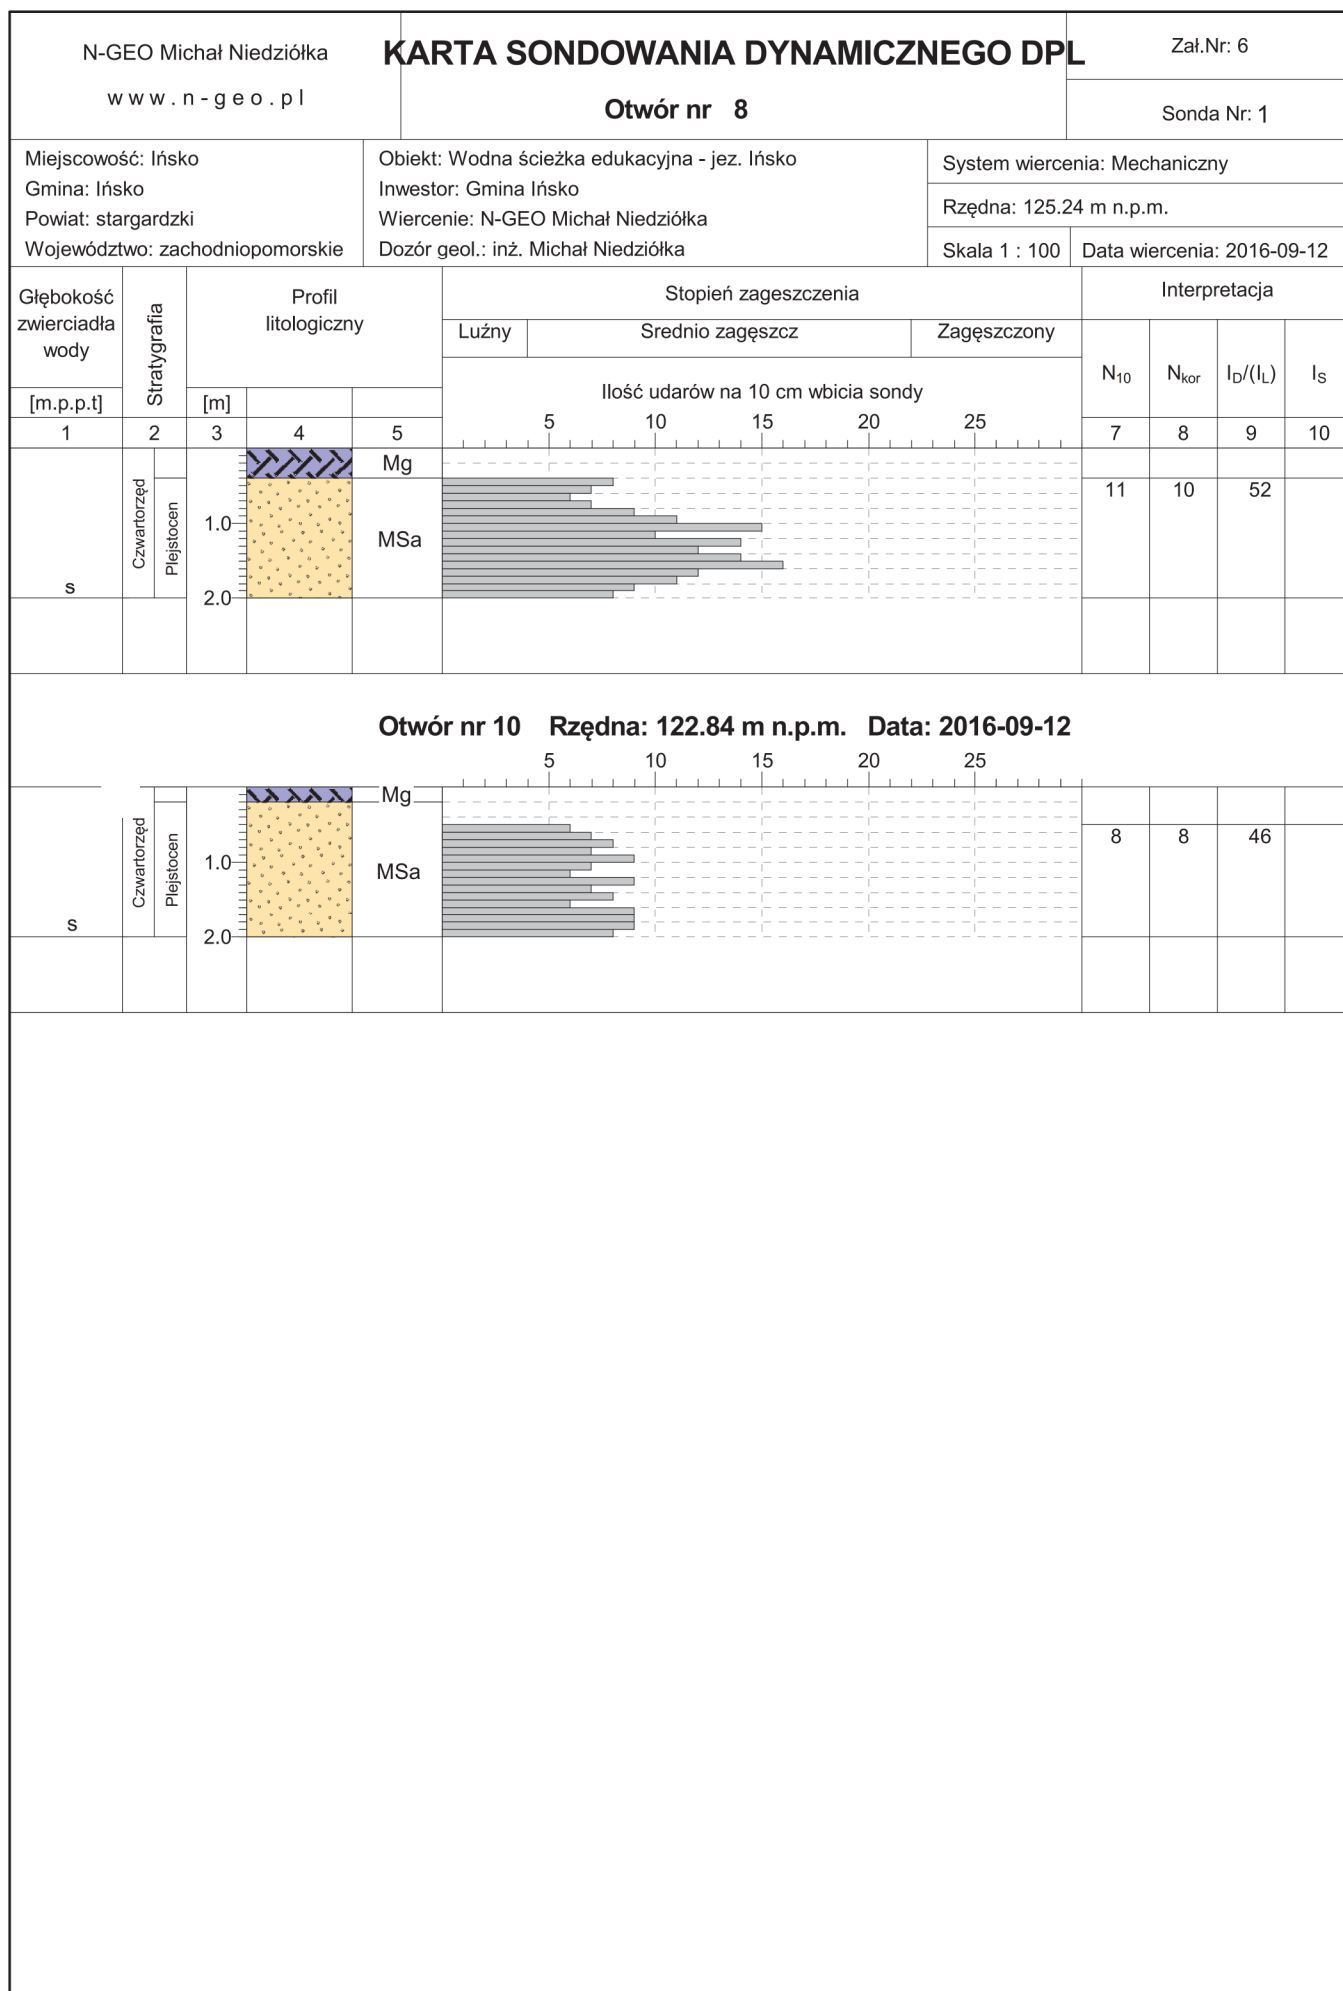 N-GEO Michał Niedziółka
www.n-geo.pl
KARTA SONDOWANIA DYNAMICZNEGO DPL
Otwór nr 8
Zał.Nr: 6
Sonda Nr: 1
Miejscowość: Ińsko
Gmina: Ińsko
Powiat: stargardzki
Województwo: zachodniopomorskie
Obiekt: Wodna ścieżka edukacyjna - jez. Ińsko
Inwestor: Gmina Ińsko
Wiercenie: N-GEO Michał Niedziółka
Dozór geol.: inż. Michał Niedziółka
System wiercenia: Mechaniczny
Rzędna: 125.24 m n.p.m.
Skala 1 : 100
Data wiercenia: 2016-09-12
Głębokość
zwierciadła
wody
[m.p.p.t]
Stratygrafia
Profil
litologiczny
[m]
Stopień zageszczenia
Luźny
Srednio zagęszcz
Zagęszczony
Ilość udarów na 10 cm wbicia sondy
5 10 15 20 25
Interpretacja
N10 Nkor ID/(IL) IS
1 2 3 4 5 7 8 9 10
Czwartorzęd
Plejstocen
1.0
2.0
s
Mg
MSa
11 10 52
Otwór nr 10 Rzędna: 122.84 m n.p.m. Data: 2016-09-12
5 10 15 20 25
Czwartorzęd
Plejstocen
1.0
2.0
s
Mg
MSa
8 8 46